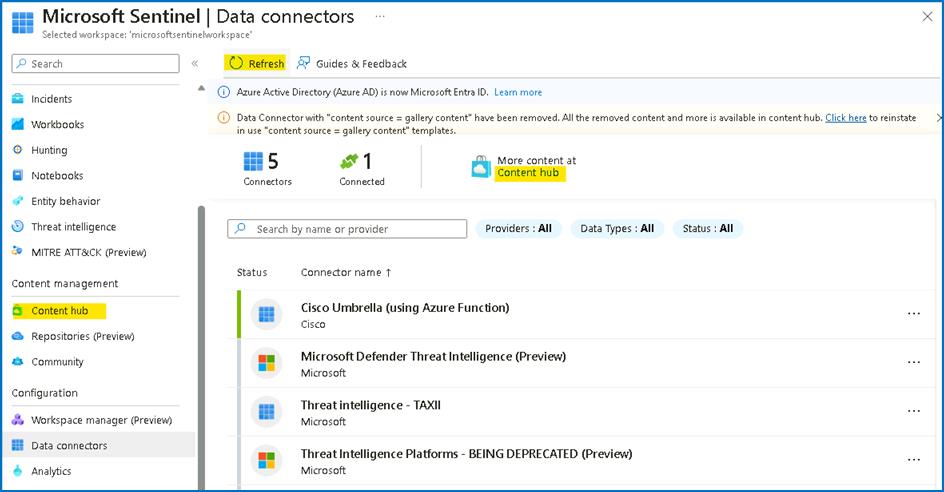 Microsoft Sentinel | Data connectors ...
Selected workspace: 'microsoftsentinelworkspace'
Search
«
Incidents
Workbooks
Hunting
Notebooks
Entity behavior
Threat intelligence
MITRE ATT&CK (Preview)
Content management
Content hub
Repositories (Preview)
Community
Configuration
Workspace manager (Preview)
Data connectors
Analytics
Refresh
Guides & Feedback
Azure Active Directory (Azure AD) is now Microsoft Entra ID. Learn more
Data Connector with "content source = gallery content" have been removed. All the removed content and more is available in content hub. Click here to reinstate
in use "content source = gallery content" templates.
5
Connectors
1
Connected
More content at
Content hub
Search by name or provider
Providers : All
Data Types : All
Status : All
Status
Connector name ↑
Cisco Umbrella (using Azure Function)
Cisco
...
Microsoft Defender Threat Intelligence (Preview)
Microsoft
...
Threat intelligence - TAXII
Microsoft
...
Threat Intelligence Platforms - BEING DEPRECATED (Preview)
Microsoft
...